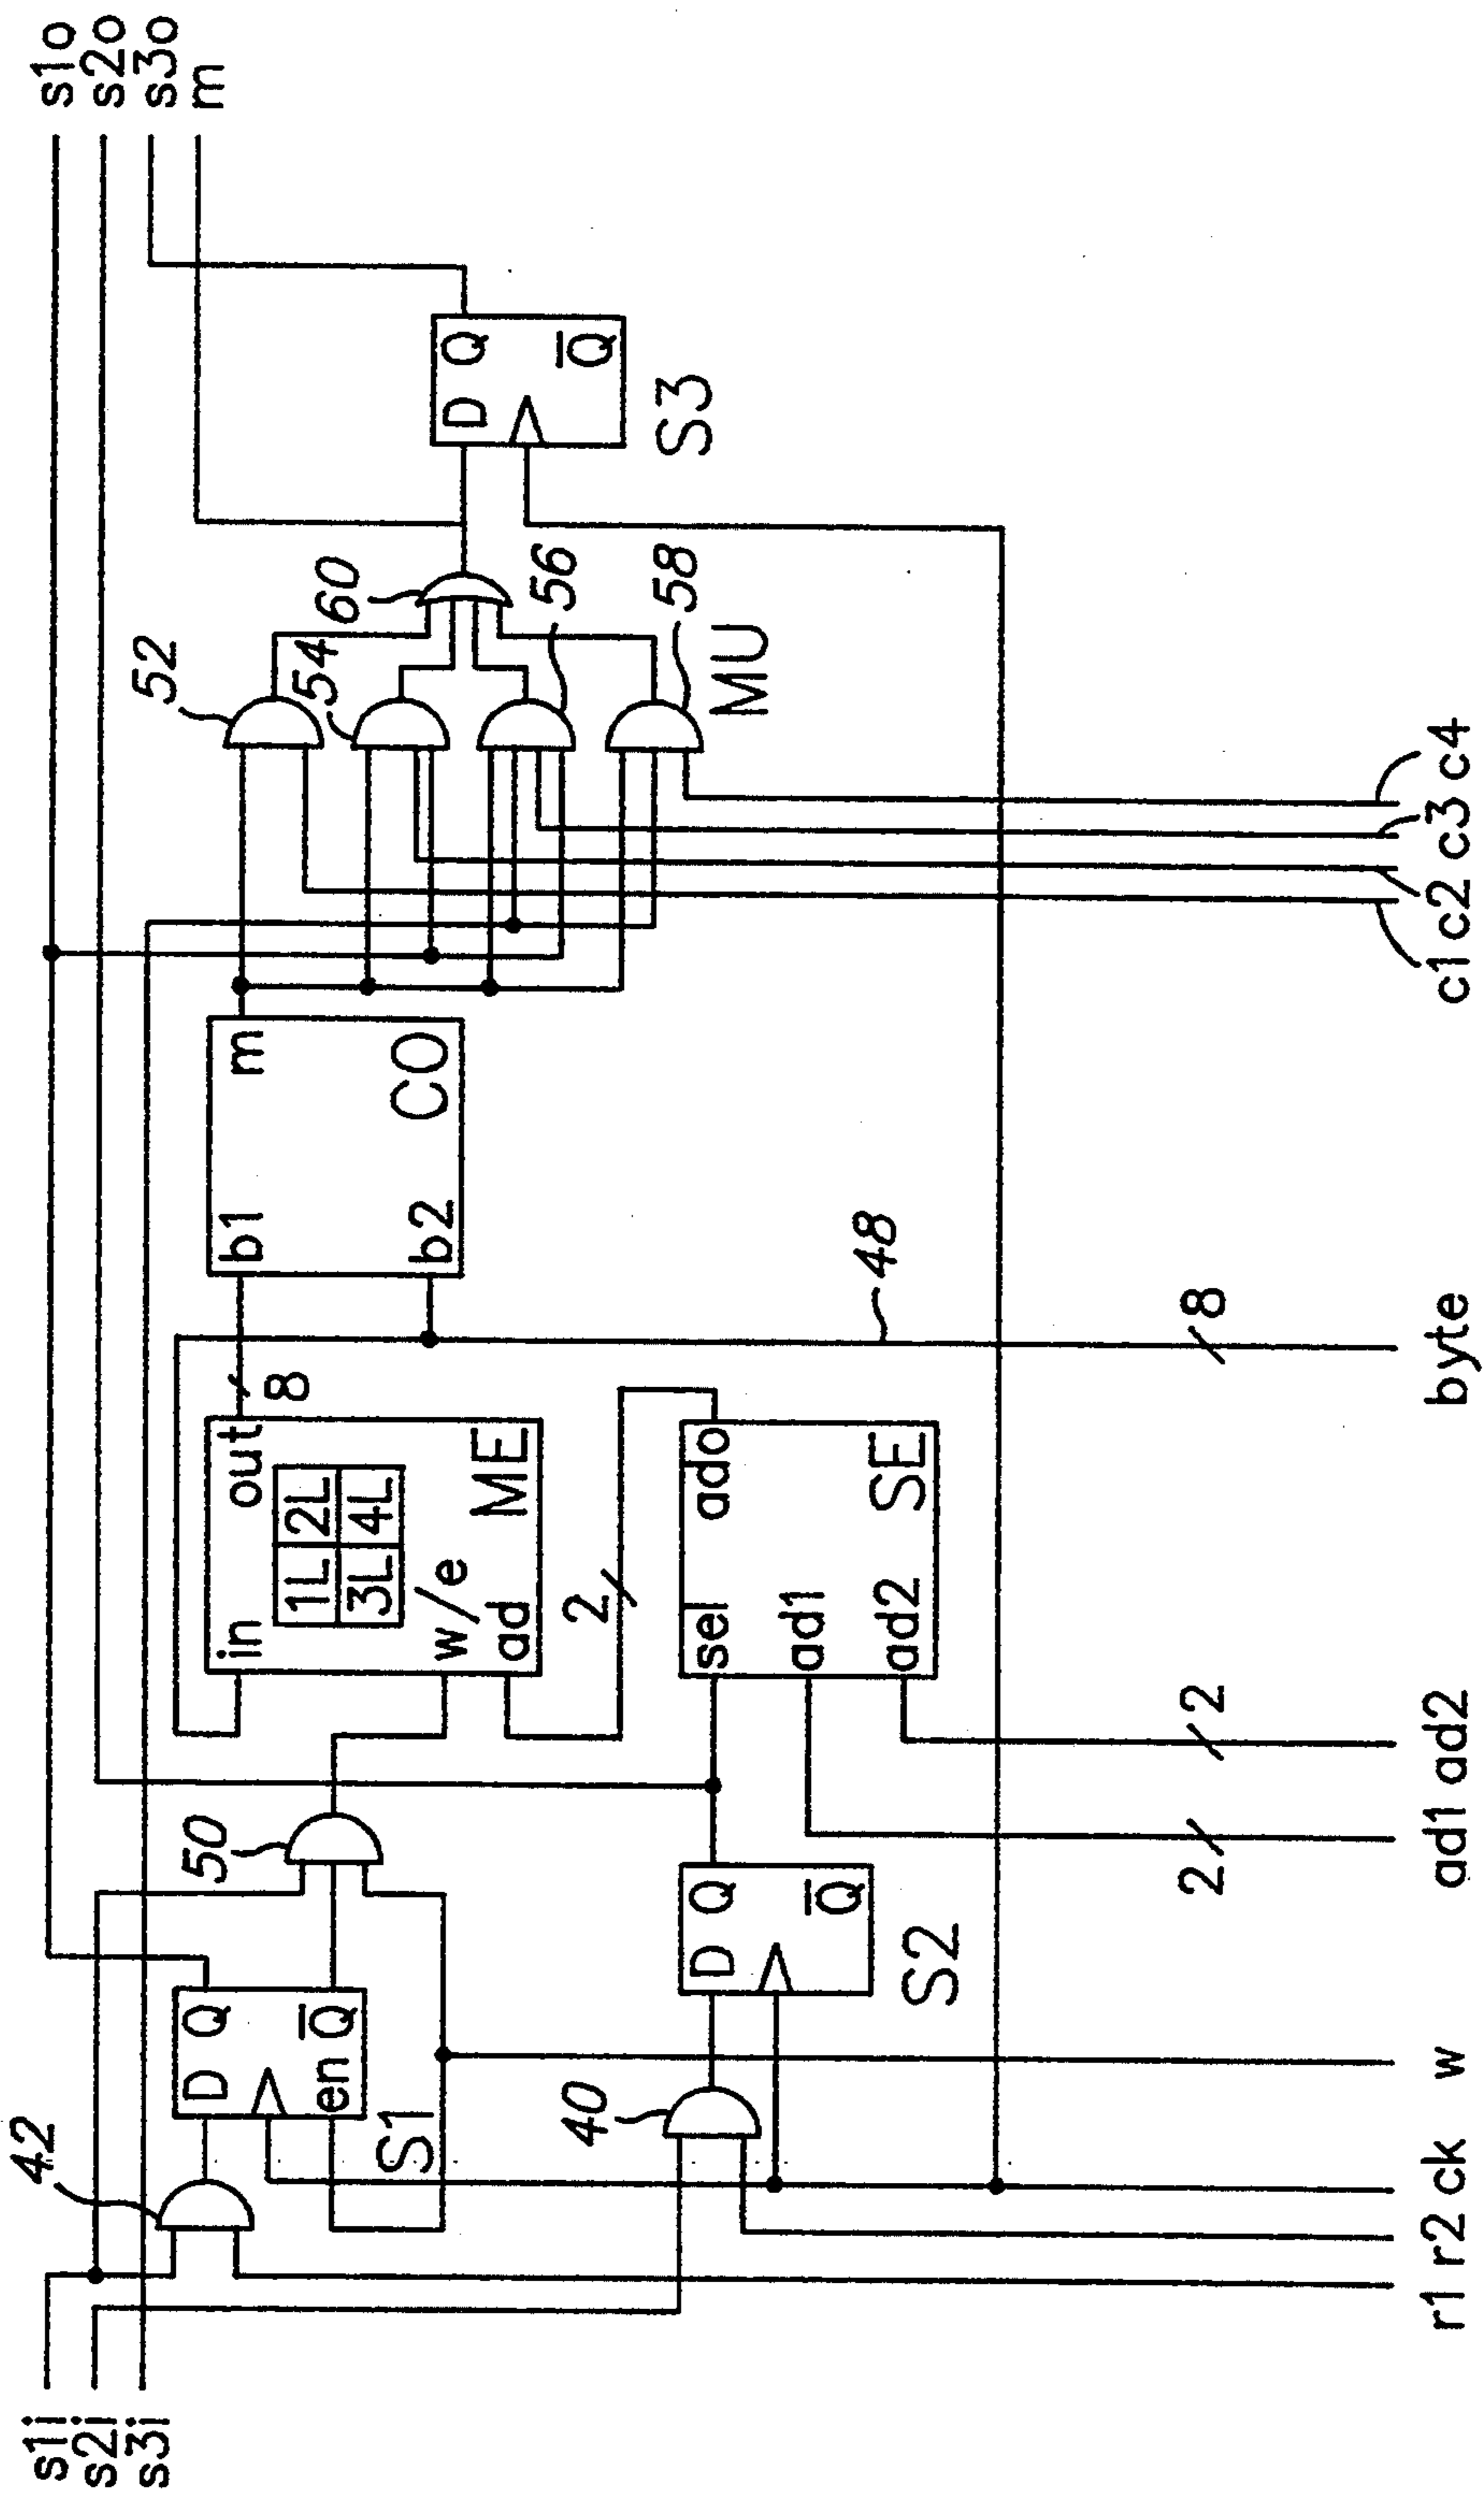 s1i
s2i
s3i
42
D Q
Q
en
S1
50
in out
1L 2L
3L 4L
w/e
ad ME
8
b1 m
b2 CO
52
54
60
56
58
MU
D Q
Q
S3
s1o
s2o
s3o
m
40
D Q
Q
S2
2
sel ado
ad1
ad2 SE
48
2
2
8
r1 r2 ck w ad1 ad2 byte c1 c2 c3 c4